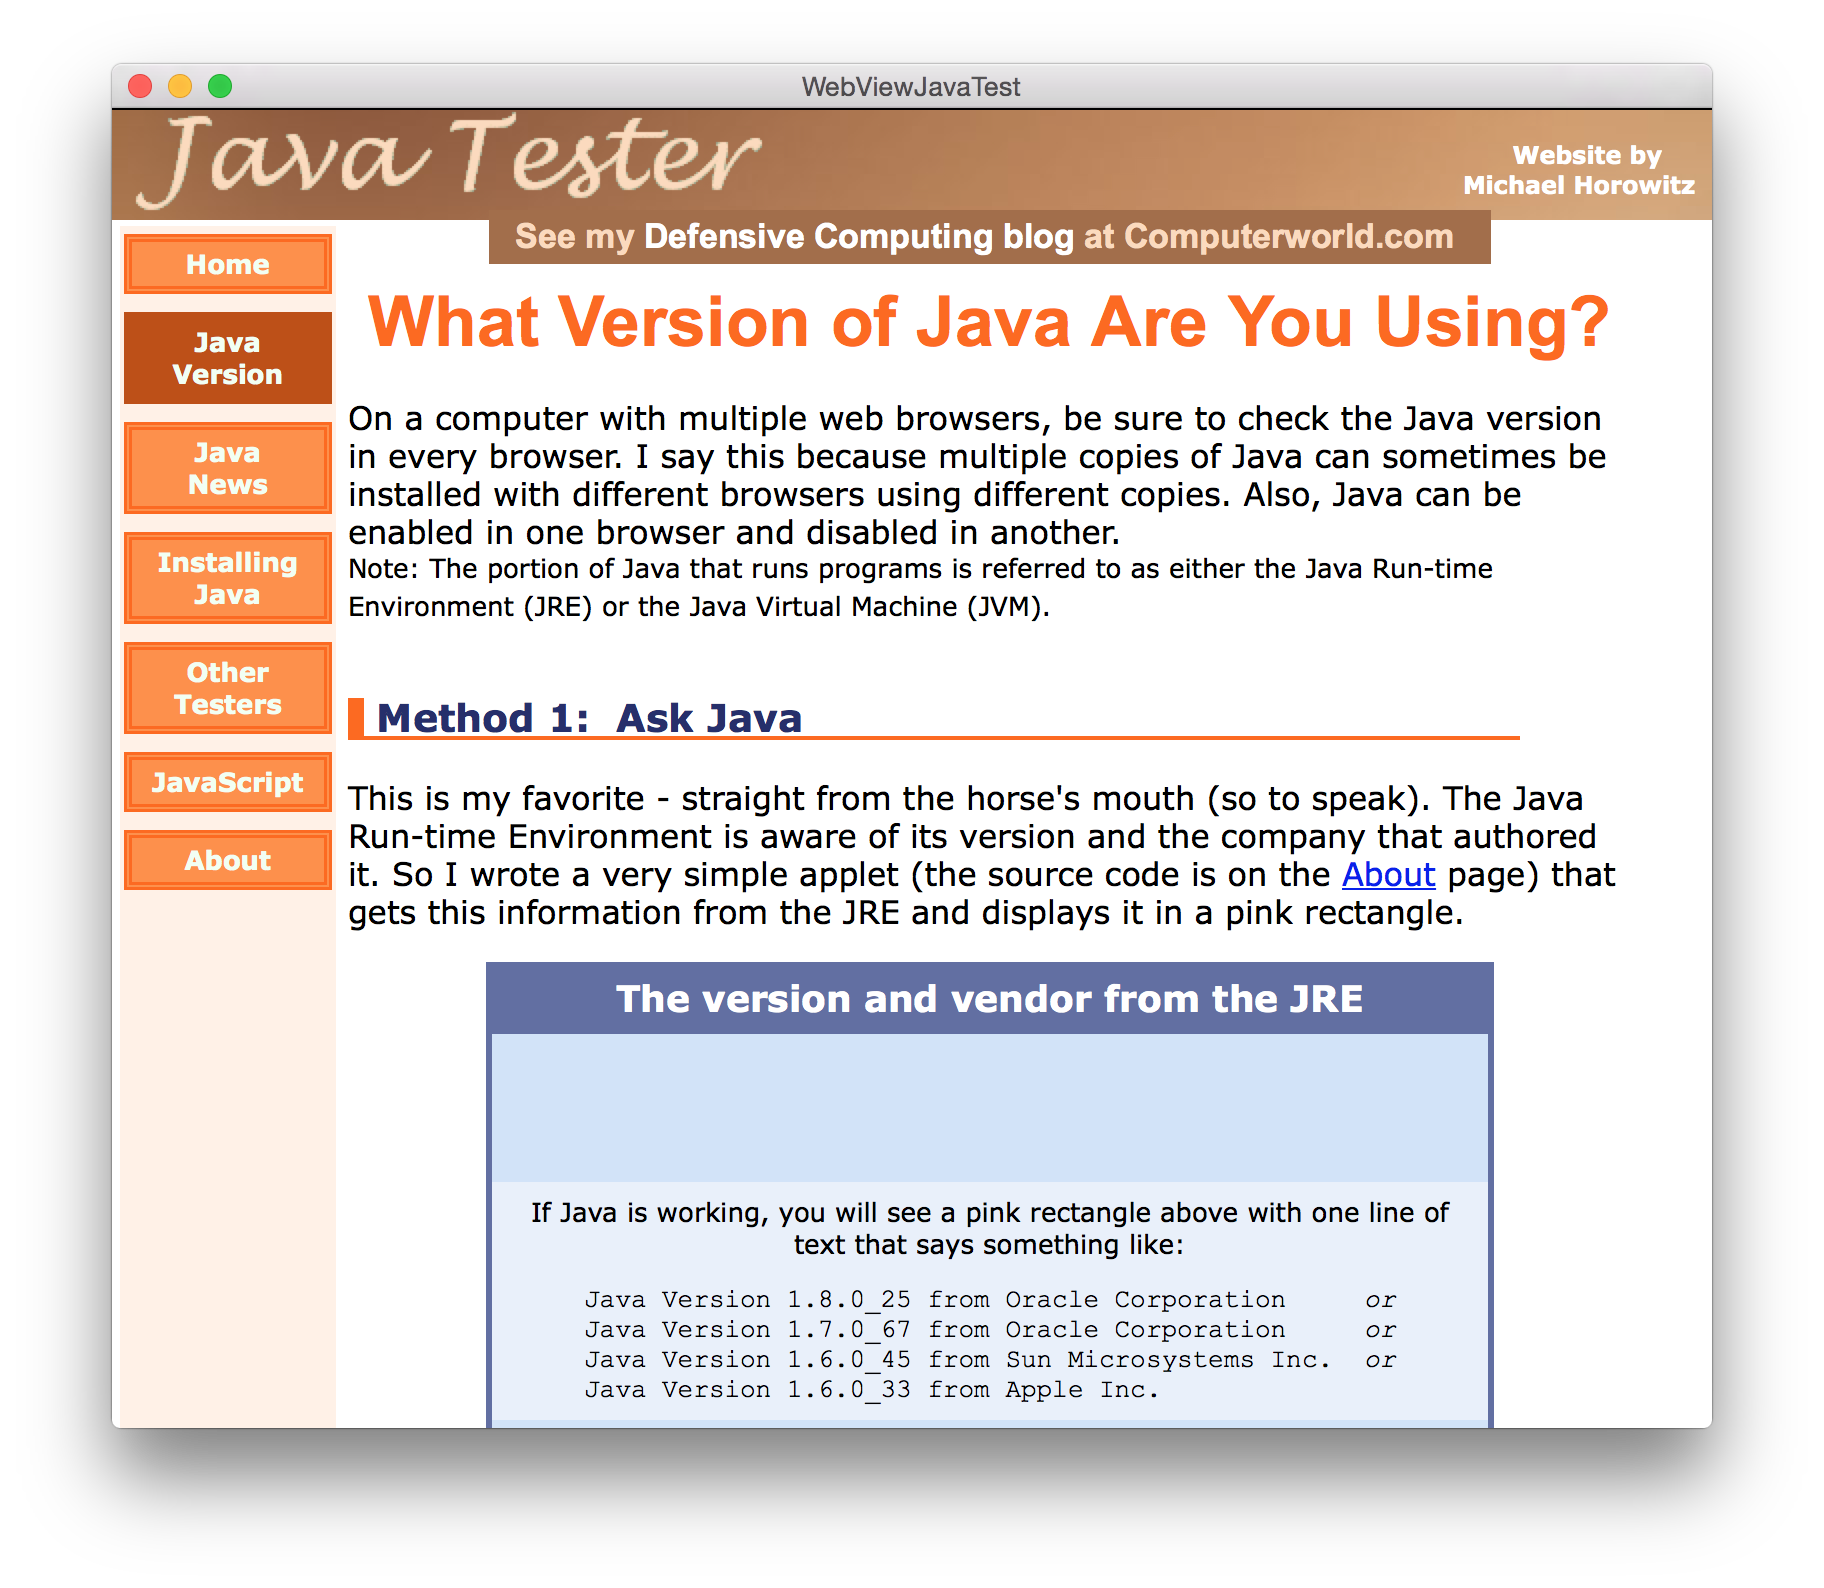 WebViewJavaTest
Java Tester
Website by
Michael Horowitz
See my Defensive Computing blog at Computerworld.com
Home
Java
Version
Java
News
Installing
Java
Other
Testers
JavaScript
About
What Version of Java Are You Using?
On a computer with multiple web browsers, be sure to check the Java version
in every browser. I say this because multiple copies of Java can sometimes be
installed with different browsers using different copies. Also, Java can be
enabled in one browser and disabled in another.
Note: The portion of Java that runs programs is referred to as either the Java Run-time
Environment (JRE) or the Java Virtual Machine (JVM).
Method 1:  Ask Java
This is my favorite - straight from the horse's mouth (so to speak). The Java
Run-time Environment is aware of its version and the company that authored
it. So I wrote a very simple applet (the source code is on the About page) that
gets this information from the JRE and displays it in a pink rectangle.
The version and vendor from the JRE
If Java is working, you will see a pink rectangle above with one line of
text that says something like:
Java Version 1.8.0_25 from Oracle Corporation     or
Java Version 1.7.0_67 from Oracle Corporation     or
Java Version 1.6.0_45 from Sun Microsystems Inc.  or
Java Version 1.6.0_33 from Apple Inc.